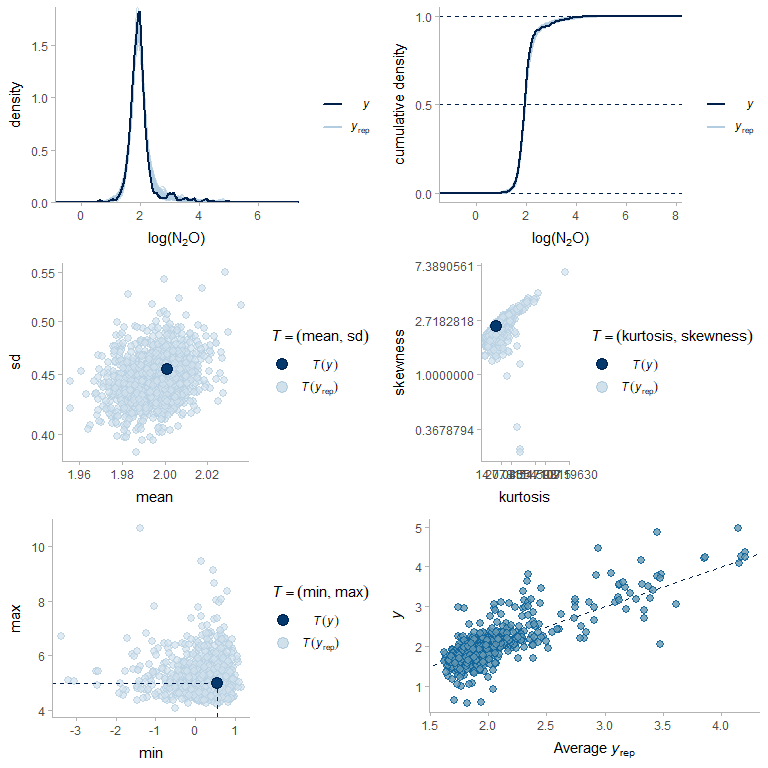 density
1.5
1.0
0.5
0.0
0 2 4 6
log(N₂O)
y
yrep
cumulative density
1.0
0.5
0.0
0 2 4 6 8
log(N₂O)
y
yrep
sd
0.55
0.50
0.45
0.40
1.96 1.98 2.00 2.02
mean
T = (mean, sd)
T(y)
T(yrep)
skewness
7.3890561
2.7182818
1.0000000
0.3678794
kurtosis
T = (kurtosis, skewness)
T(y)
T(yrep)
max
10
8
6
4
-3 -2 -1 0 1
min
T = (min, max)
T(y)
T(yrep)
y
5
4
3
2
1
1.5 2.0 2.5 3.0 3.5 4.0
Average yrep